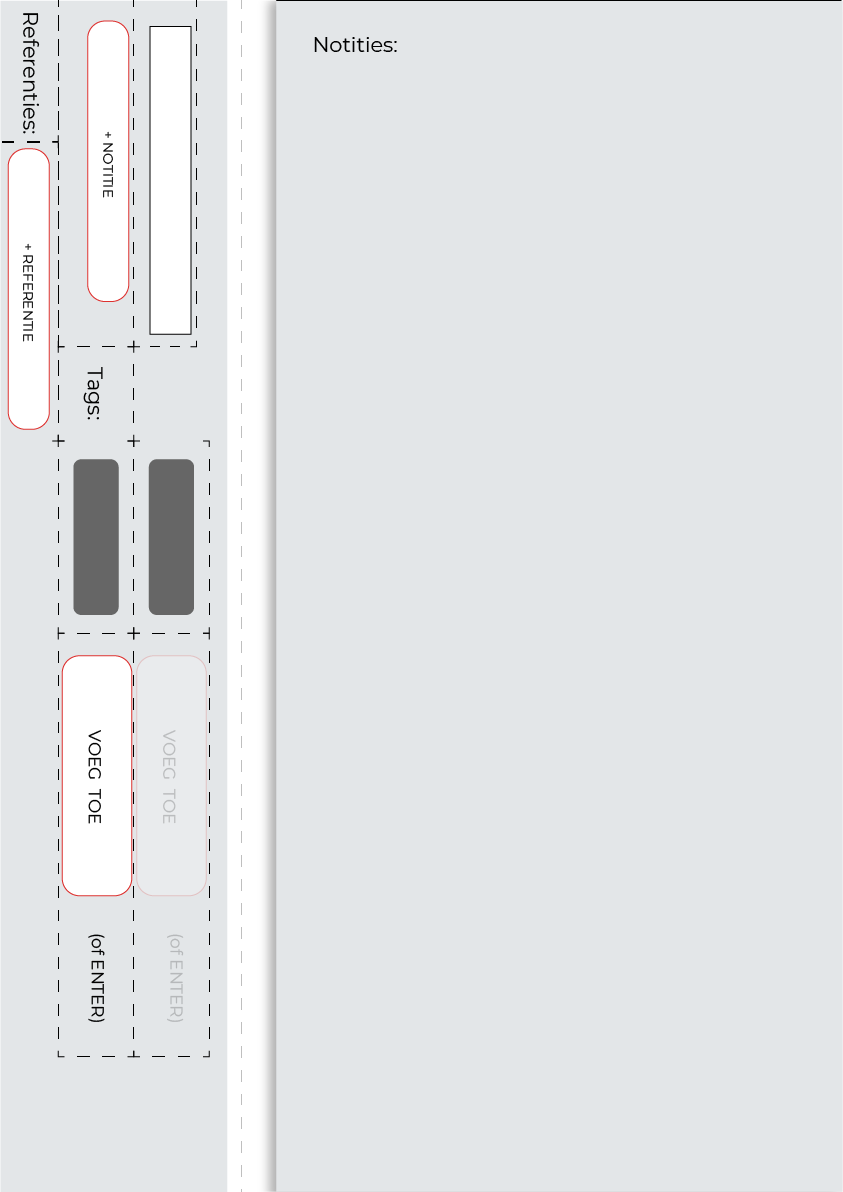 Notities:
+ NOTITIE
Tags:
VOEG TOE
(of ENTER)
VOEG TOE
(of ENTER)
Referenties:
+ REFERENTIE